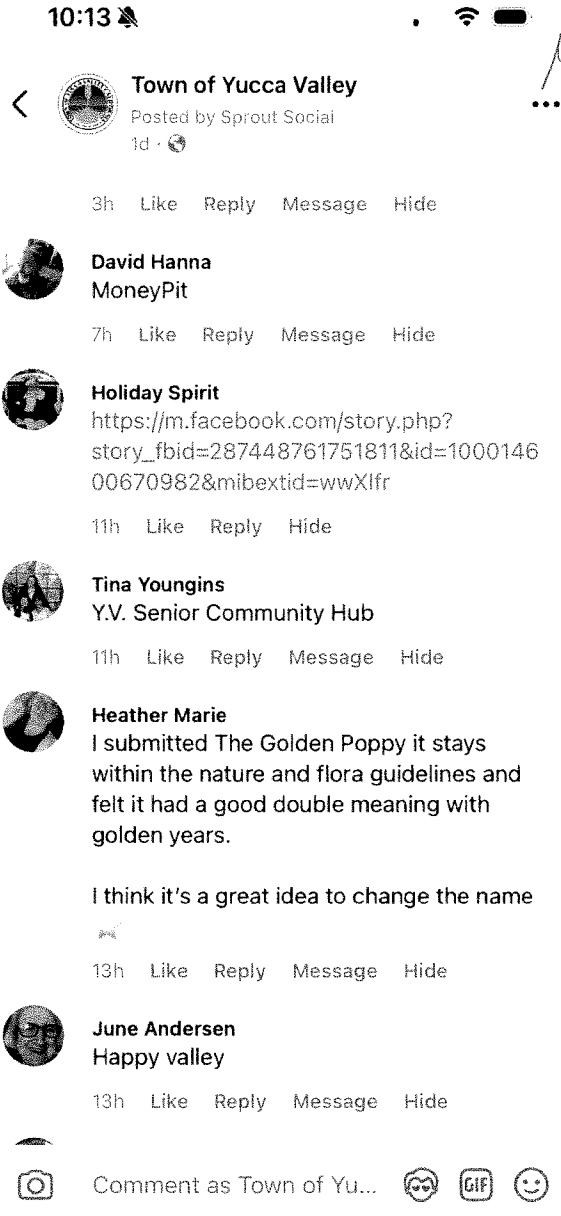 10:13
Town of Yucca Valley
Posted by Sprout Social
1d ·
3h Like Reply Message Hide
David Hanna
MoneyPit
7h Like Reply Message Hide
Holiday Spirit
https://m.facebook.com/story.php?
story_fbid=287448761751811&id=1000146
00670982&mibextid=wwXIfr
11h Like Reply Hide
Tina Youngins
Y.V. Senior Community Hub
11h Like Reply Message Hide
Heather Marie
I submitted The Golden Poppy it stays
within the nature and flora guidelines and
felt it had a good double meaning with
golden years.
I think it's a great idea to change the name
13h Like Reply Message Hide
June Andersen
Happy valley
13h Like Reply Message Hide
Comment as Town of Yu...
GIF